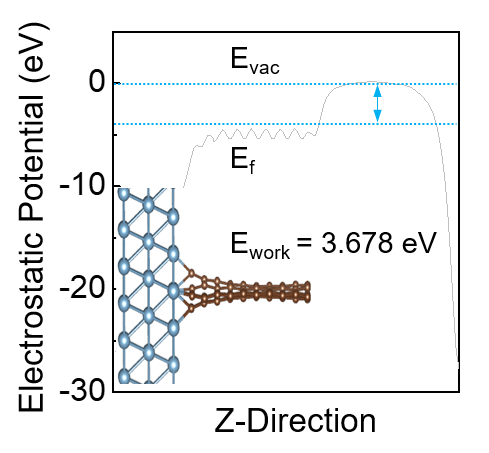 Electrostatic Potential (eV)
0
-10
-20
-30
Evac
Ef
Ework = 3.678 eV
Z-Direction